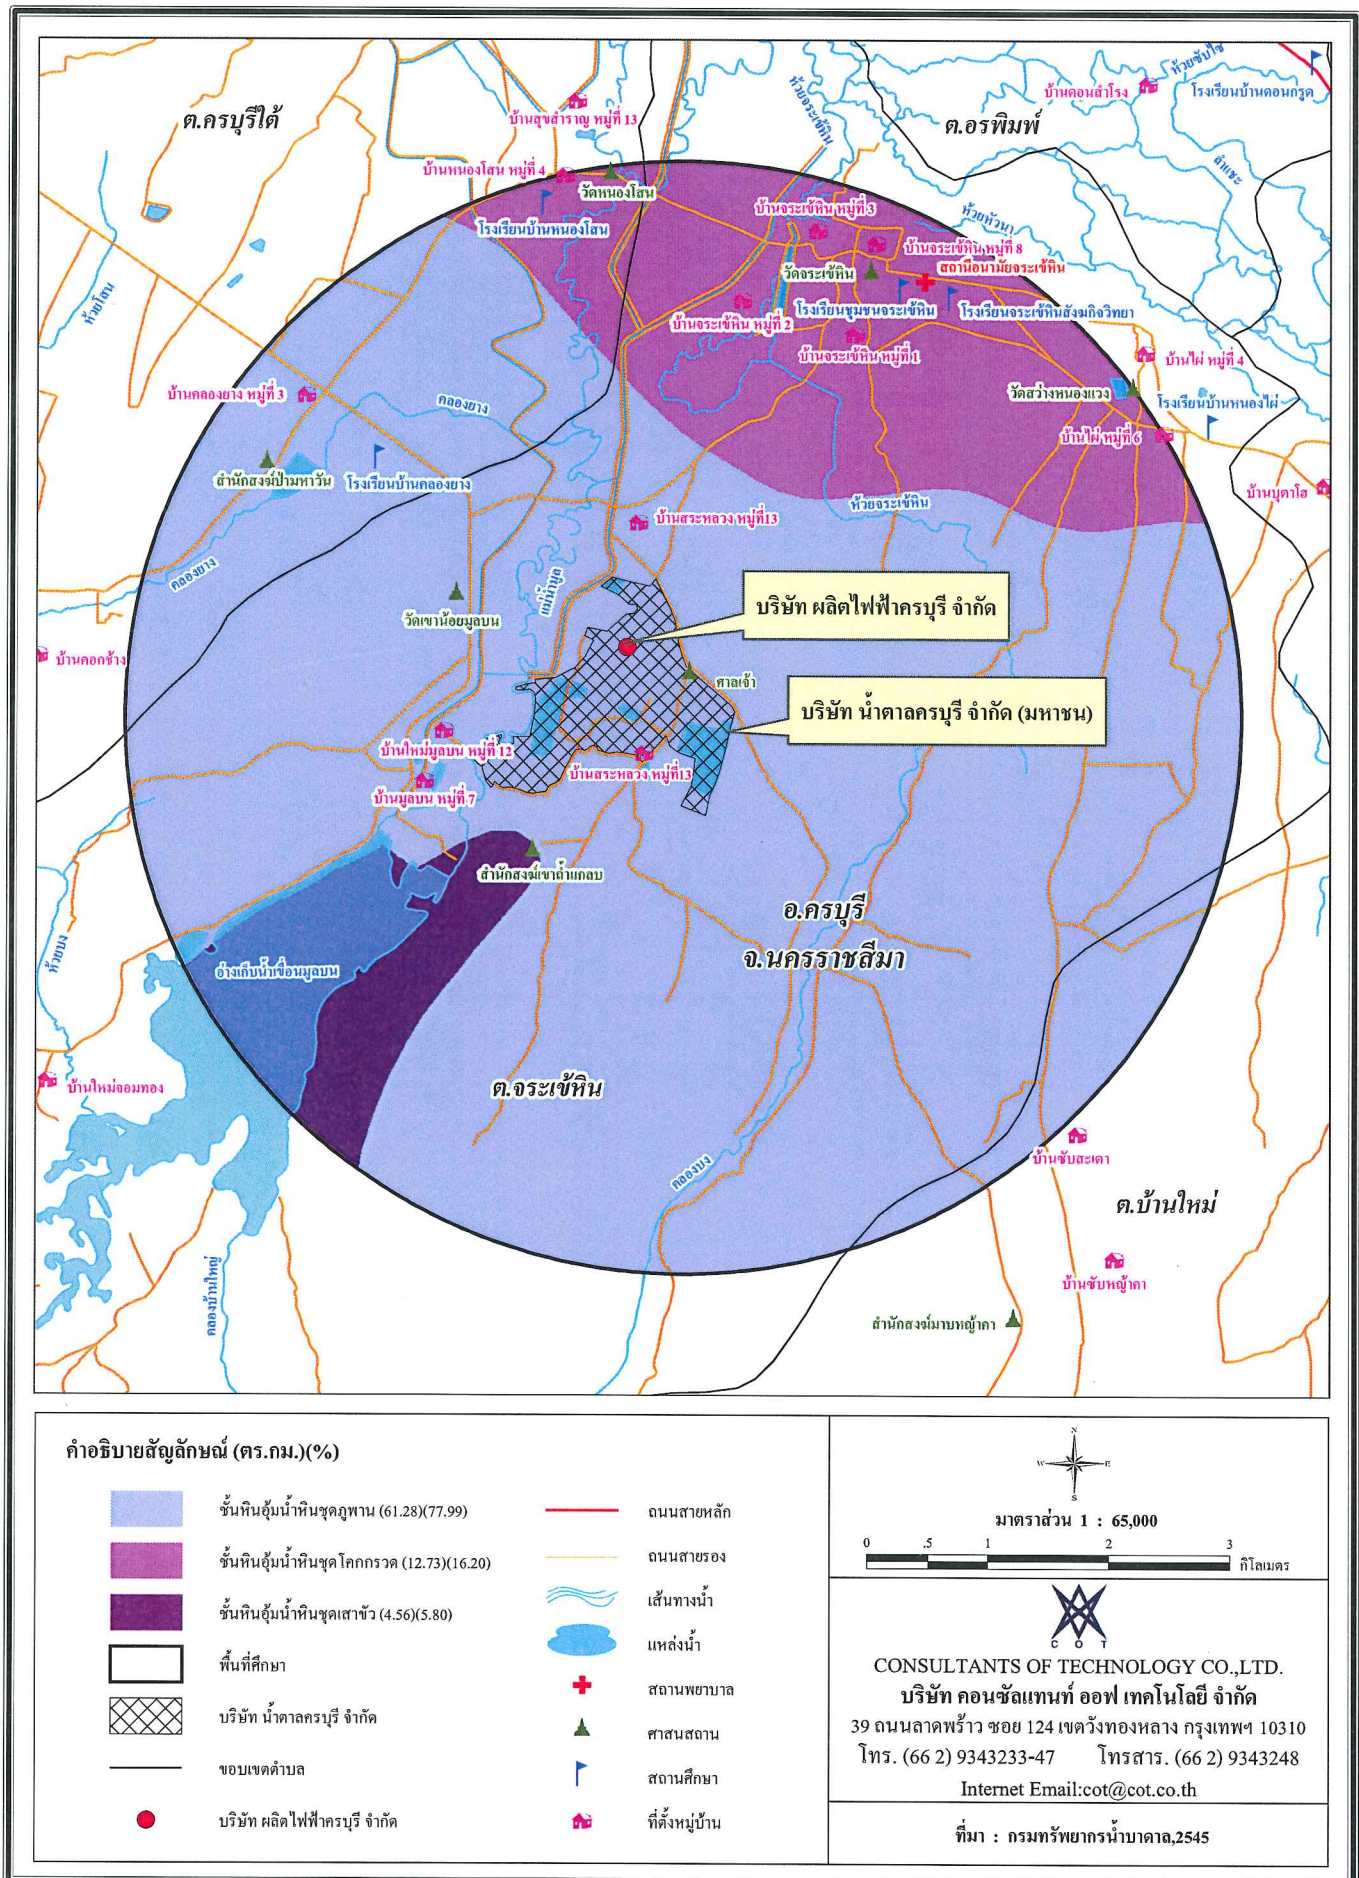 ต.ครบุรีใต้
บ้านสุขสำราญ หมู่ที่ 13
ห้วยจระเข้หิน
ต.อรพิมพ์
บ้านดอนสำโรง
ห้วยซับไซ
โรงเรียนบ้านดอนกรูด
ลำแชะ
บ้านหนองโสน หมู่ที่ 4
วัดหนองโสน
โรงเรียนบ้านหนองโสน
บ้านจระเข้หิน หมู่ที่ 3
ห้วยหัวนา
บ้านจระเข้หิน หมู่ที่ 8
วัดจระเข้หิน
สถานีอนามัยจระเข้หิน
ห้วยโสน
บ้านจระเข้หิน หมู่ที่ 2
โรงเรียนชุมชนจระเข้หิน
โรงเรียนจระเข้หินสังฆกิจวิทยา
บ้านจระเข้หิน หมู่ที่ 1
บ้านไผ่ หมู่ที่ 4
บ้านคลองยาง หมู่ที่ 3
คลองยาง
วัดสว่างหนองแวง
โรงเรียนบ้านหนองไผ่
บ้านไผ่ หมู่ที่ 6
สำนักสงฆ์ป่ามหาวัน
โรงเรียนบ้านคลองยาง
บ้านบุตาโฮ
ห้วยจระเข้หิน
บ้านสระหลวง หมู่ที่13
คลองยาง
แม่น้ำมูล
วัดเขาน้อยมูลบน
บริษัท ผลิตไฟฟ้าครบุรี จำกัด
บ้านคอกช้าง
ศาลเจ้า
บริษัท น้ำตาลครบุรี จำกัด (มหาชน)
บ้านใหม่มูลบน หมู่ที่ 12
บ้านสระหลวง หมู่ที่13
บ้านมูลบน หมู่ที่ 7
สำนักสงฆ์เขาถ้ำแกลบ
อ.ครบุรี
จ.นครราชสีมา
ห้วยบง
อ่างเก็บน้ำเขื่อนมูลบน
บ้านใหม่จอมทอง
ต.จระเข้หิน
คลองบง
บ้านซับสะเดา
ต.บ้านใหม่
คลองบ้านใหญ่
บ้านซับหญ้าคา
สำนักสงฆ์มาบหญ้าคา
คำอธิบายสัญลักษณ์ (ตร.กม.)(%)
ชั้นหินอุ้มน้ำหินชุดภูพาน (61.28)(77.99)
ชั้นหินอุ้มน้ำหินชุดโคกกรวด (12.73)(16.20)
ชั้นหินอุ้มน้ำหินชุดเสาขัว (4.56)(5.80)
พื้นที่ศึกษา
บริษัท น้ำตาลครบุรี จำกัด
ขอบเขตตำบล
บริษัท ผลิตไฟฟ้าครบุรี จำกัด
ถนนสายหลัก
ถนนสายรอง
เส้นทางน้ำ
แหล่งน้ำ
สถานพยาบาล
ศาสนสถาน
สถานศึกษา
ที่ตั้งหมู่บ้าน
N
W E
S
มาตราส่วน 1 : 65,000
0 .5 1 2 3
กิโลเมตร
C O T
CONSULTANTS OF TECHNOLOGY CO.,LTD.
บริษัท คอนซัลแทนท์ ออฟ เทคโนโลยี จำกัด
39 ถนนลาดพร้าว ซอย 124 เขตวังทองหลาง กรุงเทพฯ 10310
โทร. (66 2) 9343233-47 โทรสาร. (66 2) 9343248
Internet Email:cot@cot.co.th
ที่มา : กรมทรัพยากรน้ำบาดาล,2545